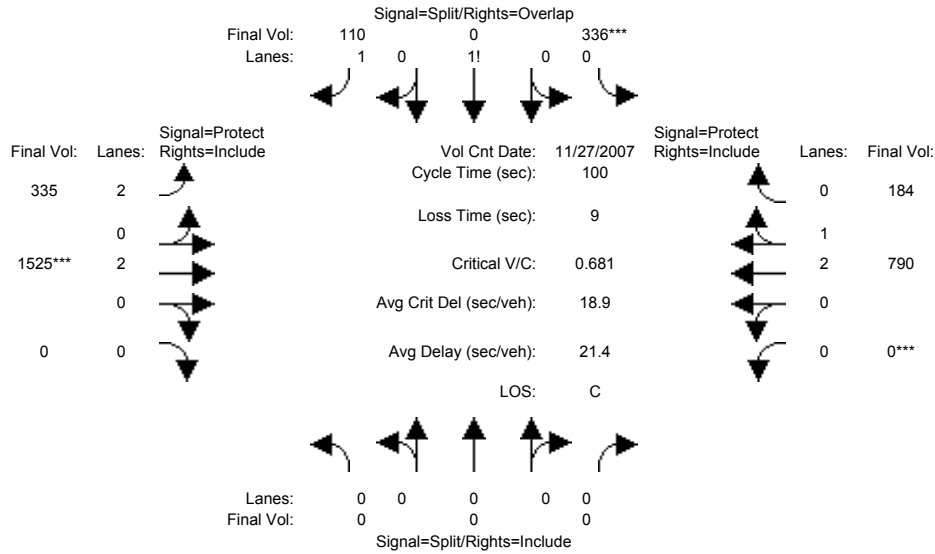 Signal=Split/Rights=Overlap
Final Vol: 110 0 336***
Lanes: 1 0 1! 0 0
Signal=Protect
Final Vol: Lanes: Rights=Include
Vol Cnt Date: 11/27/2007
Signal=Protect
Rights=Include Lanes: Final Vol:
Cycle Time (sec): 100
335 2
0 184
Loss Time (sec): 9
0
1
1525*** 2
Critical V/C: 0.681
2 790
0
Avg Crit Del (sec/veh): 18.9
0
0 0
Avg Delay (sec/veh): 21.4
0 0***
LOS: C
Lanes: 0 0 0 0 0
Final Vol: 0 0 0
Signal=Split/Rights=Include